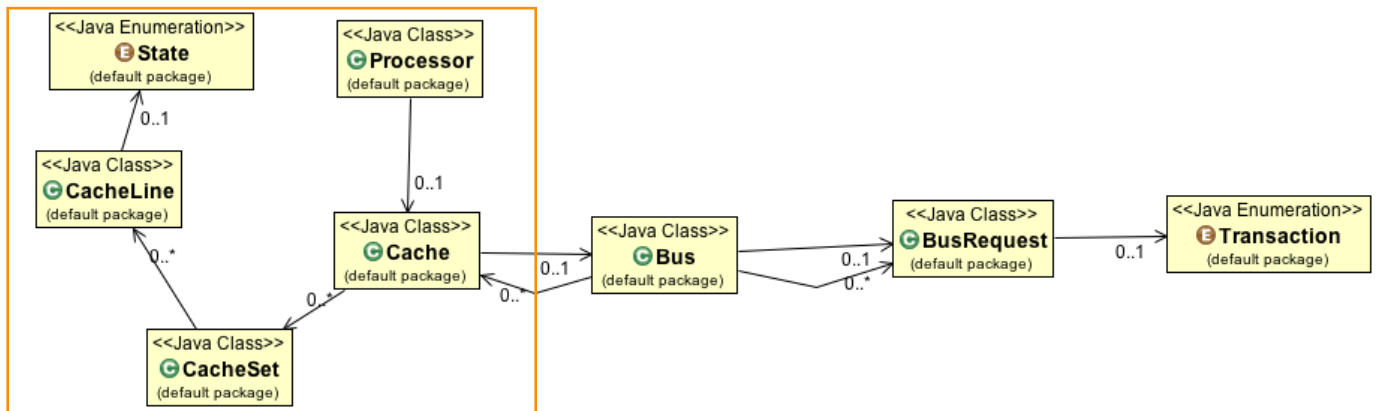 <<Java Enumeration>>
E State
(default package)
<<Java Class>>
C Processor
(default package)
0..1
<<Java Class>>
C CacheLine
(default package)
0..1
<<Java Class>>
C Cache
(default package)
0..*
0..*
<<Java Class>>
C CacheSet
(default package)
0..1
0..*
<<Java Class>>
C Bus
(default package)
0..1
0..*
<<Java Class>>
C BusRequest
(default package)
0..1
<<Java Enumeration>>
E Transaction
(default package)